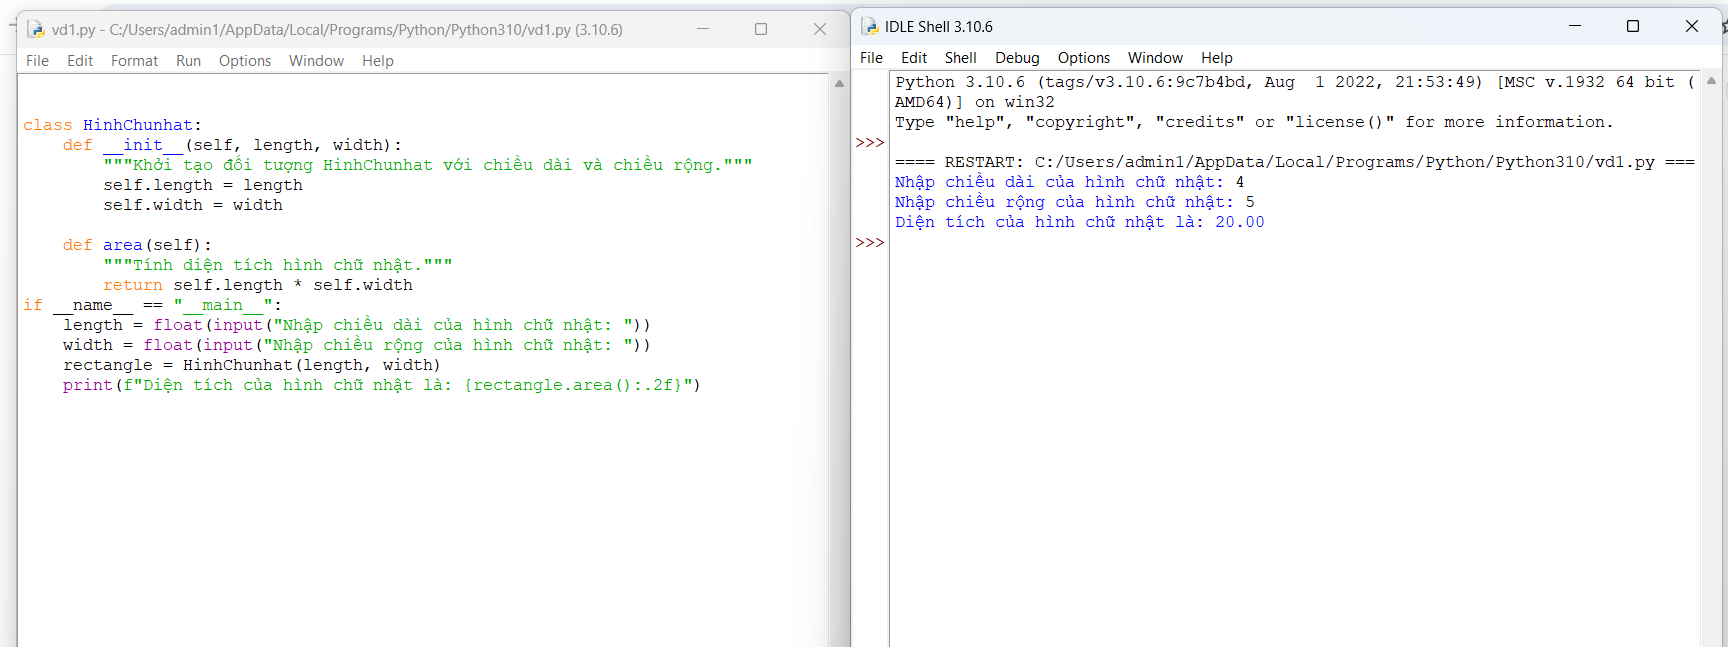 vd1.py - C:/Users/admin1/AppData/Local/Programs/Python/Python310/vd1.py (3.10.6)
File Edit Format Run Options Window Help
class HinhChunhat:
    def __init__(self, length, width):
        """Khởi tạo đối tượng HinhChunhat với chiều dài và chiều rộng."""
        self.length = length
        self.width = width
    def area(self):
        """Tính diện tích hình chữ nhật."""
        return self.length * self.width
if __name__ == "__main__":
    length = float(input("Nhập chiều dài của hình chữ nhật: "))
    width = float(input("Nhập chiều rộng của hình chữ nhật: "))
    rectangle = HinhChunhat(length, width)
    print(f"Diện tích của hình chữ nhật là: {rectangle.area():.2f}")
IDLE Shell 3.10.6
File Edit Shell Debug Options Window Help
Python 3.10.6 (tags/v3.10.6:9c7b4bd, Aug  1 2022, 21:53:49) [MSC v.1932 64 bit (
AMD64)] on win32
Type "help", "copyright", "credits" or "license()" for more information.
>>>
==== RESTART: C:/Users/admin1/AppData/Local/Programs/Python/Python310/vd1.py ===
Nhập chiều dài của hình chữ nhật: 4
Nhập chiều rộng của hình chữ nhật: 5
Diện tích của hình chữ nhật là: 20.00
>>>